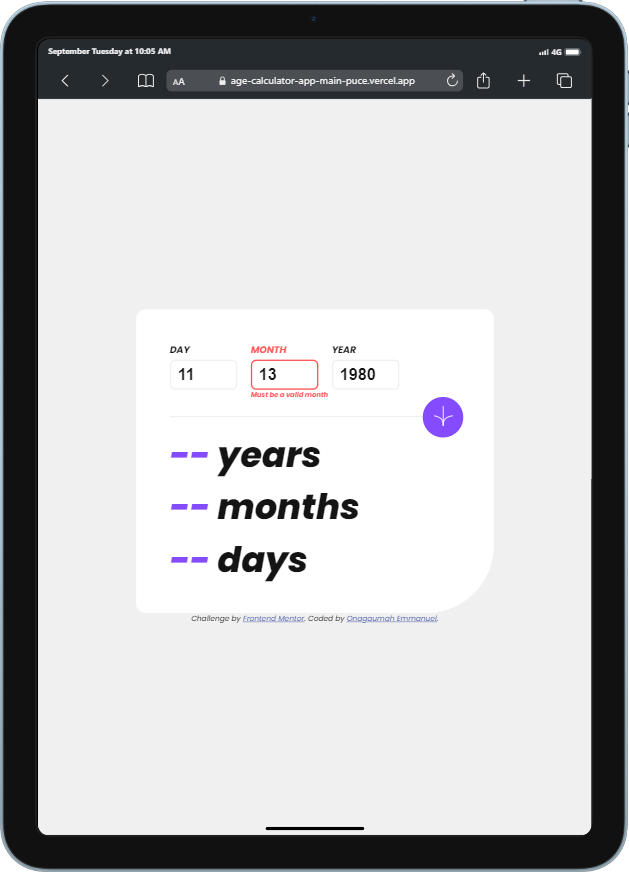 September Tuesday at 10:05 AM
4G
AA
age-calculator-app-main-puce.vercel.app
DAY MONTH YEAR
11 13 1980
Must be a valid month
-- years
-- months
-- days
Challenge by Frontend Mentor. Coded by Onagaumah Emmanuel.